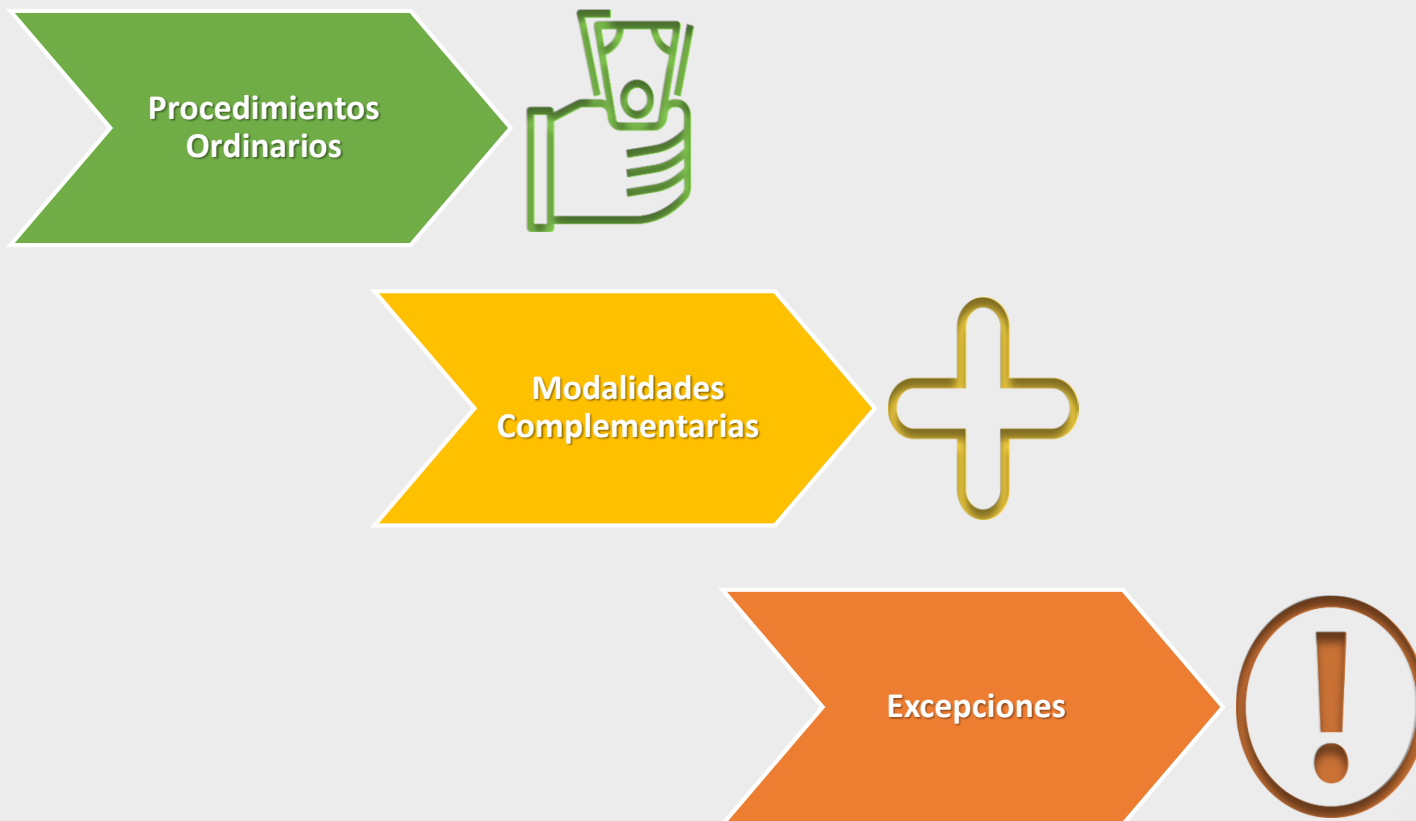 Procedimientos
Ordinarios
Modalidades
Complementarias
Excepciones